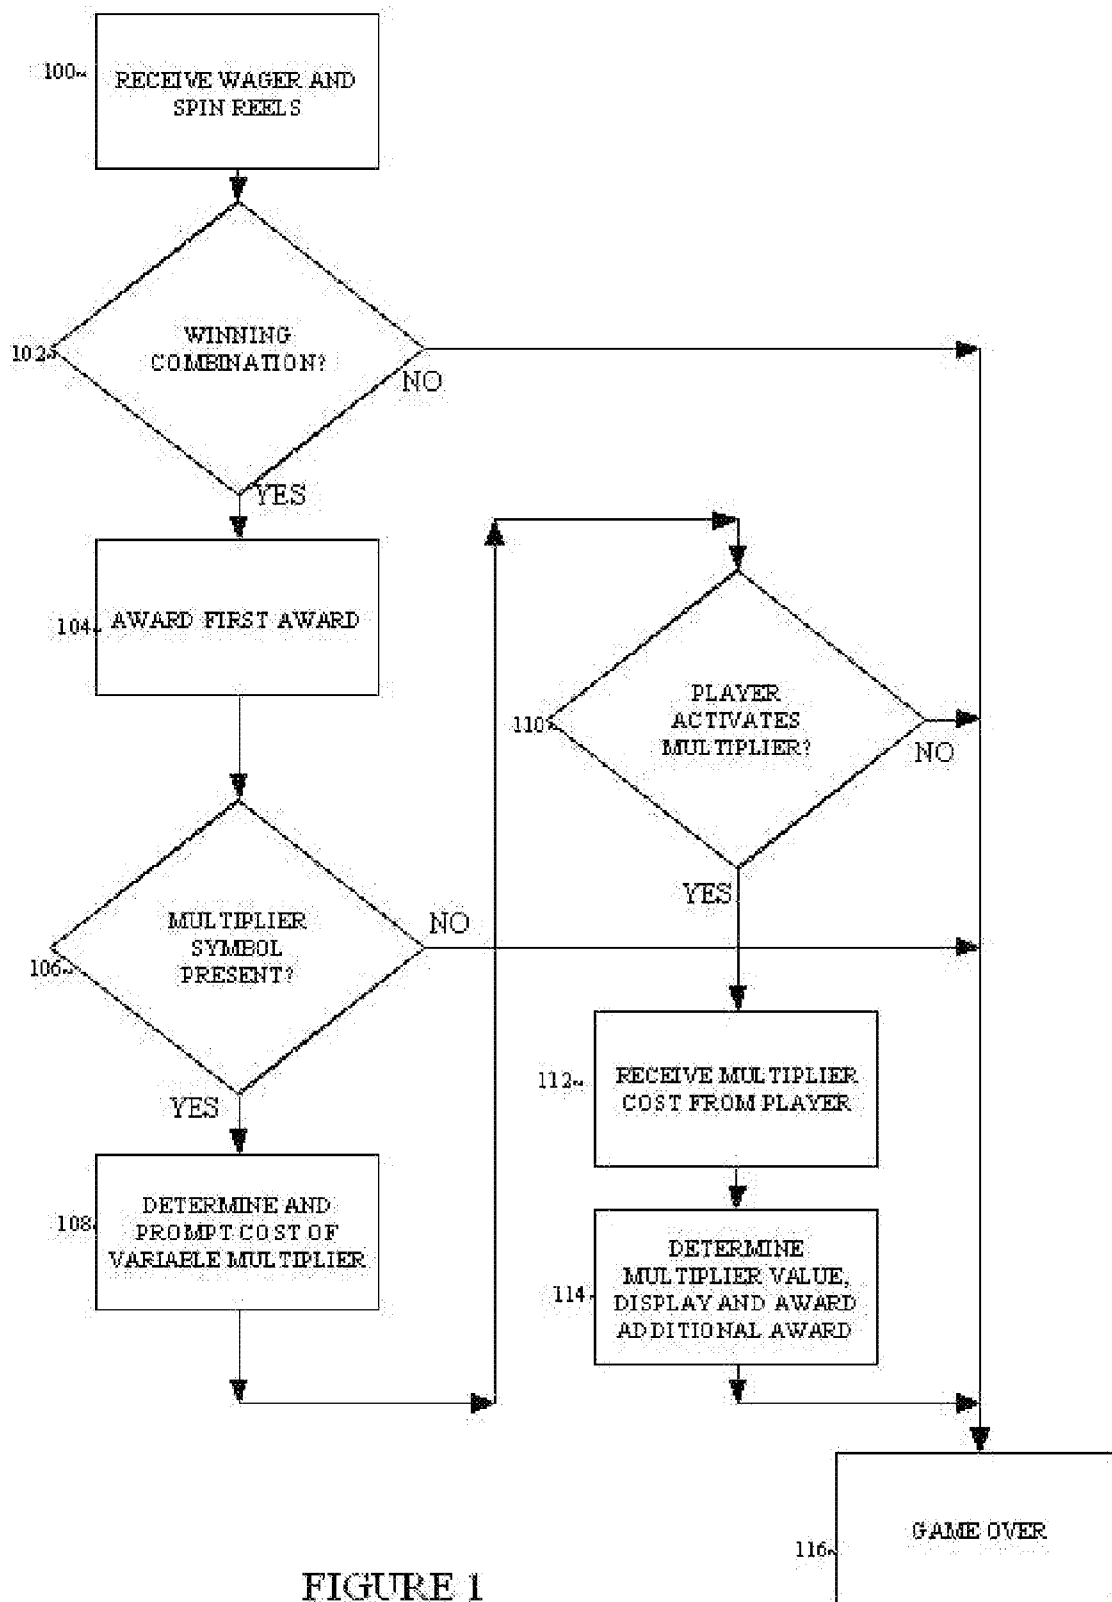 100
RECEIVE WAGER AND
SPIN REELS
102
WINNING
COMBINATION?
NO
YES
104
AWARD FIRST AWARD
106
MULTIPLIER
SYMBOL
PRESENT?
NO
YES
108
DETERMINE AND
PROMPT COST OF
VARIABLE MULTIPLIER
110
PLAYER
ACTIVATES
MULTIPLIER?
NO
YES
112
RECEIVE MULTIPLIER
COST FROM PLAYER
114
DETERMINE
MULTIPLIER VALUE,
DISPLAY AND AWARD
ADDITIONAL AWARD
116
GAME OVER
FIGURE 1